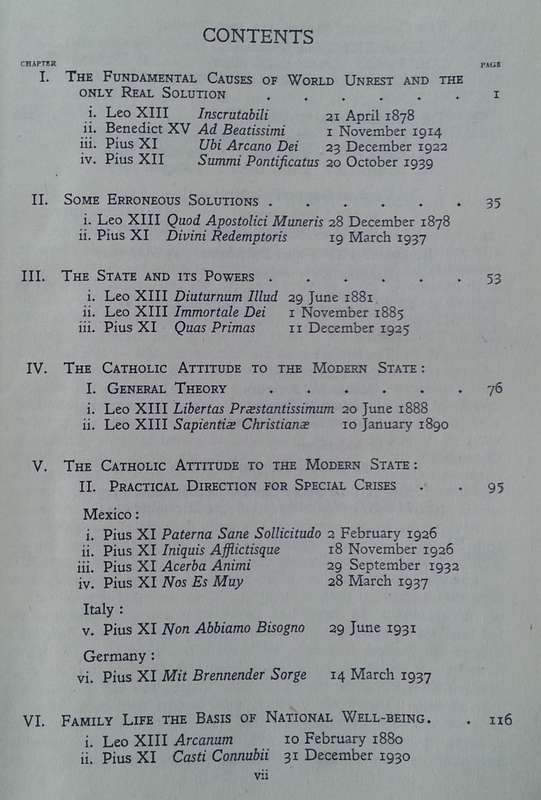 CONTENTS
CHAPTER PAGE
I. The Fundamental Causes of World Unrest and the
only Real Solution . . . . . . 1
i. Leo XIII Inscrutabili 21 April 1878
ii. Benedict XV Ad Beatissimi 1 November 1914
iii. Pius XI Ubi Arcano Dei 23 December 1922
iv. Pius XII Summi Pontificatus 20 October 1939
II. Some Erroneous Solutions . . . . . . 35
i. Leo XIII Quod Apostolici Muneris 28 December 1878
ii. Pius XI Divini Redemptoris 19 March 1937
III. The State and its Powers . . . . . . 53
i. Leo XIII Diuturnum Illud 29 June 1881
ii. Leo XIII Immortale Dei 1 November 1885
iii. Pius XI Quas Primas 11 December 1925
IV. The Catholic Attitude to the Modern State :
I. General Theory . . . . . . 76
i. Leo XIII Libertas Præstantissimum 20 June 1888
ii. Leo XIII Sapientiæ Christianæ 10 January 1890
V. The Catholic Attitude to the Modern State :
II. Practical Direction for Special Crises . . 95
Mexico :
i. Pius XI Paterna Sane Sollicitudo 2 February 1926
ii. Pius XI Iniquis Afflictisque 18 November 1926
iii. Pius XI Acerba Animi 29 September 1932
iv. Pius XI Nos Es Muy 28 March 1937
Italy :
v. Pius XI Non Abbiamo Bisogno 29 June 1931
Germany :
vi. Pius XI Mit Brennender Sorge 14 March 1937
VI. Family Life the Basis of National Well-being. . 116
i. Leo XIII Arcanum 10 February 1880
ii. Pius XI Casti Connubii 31 December 1930
vii